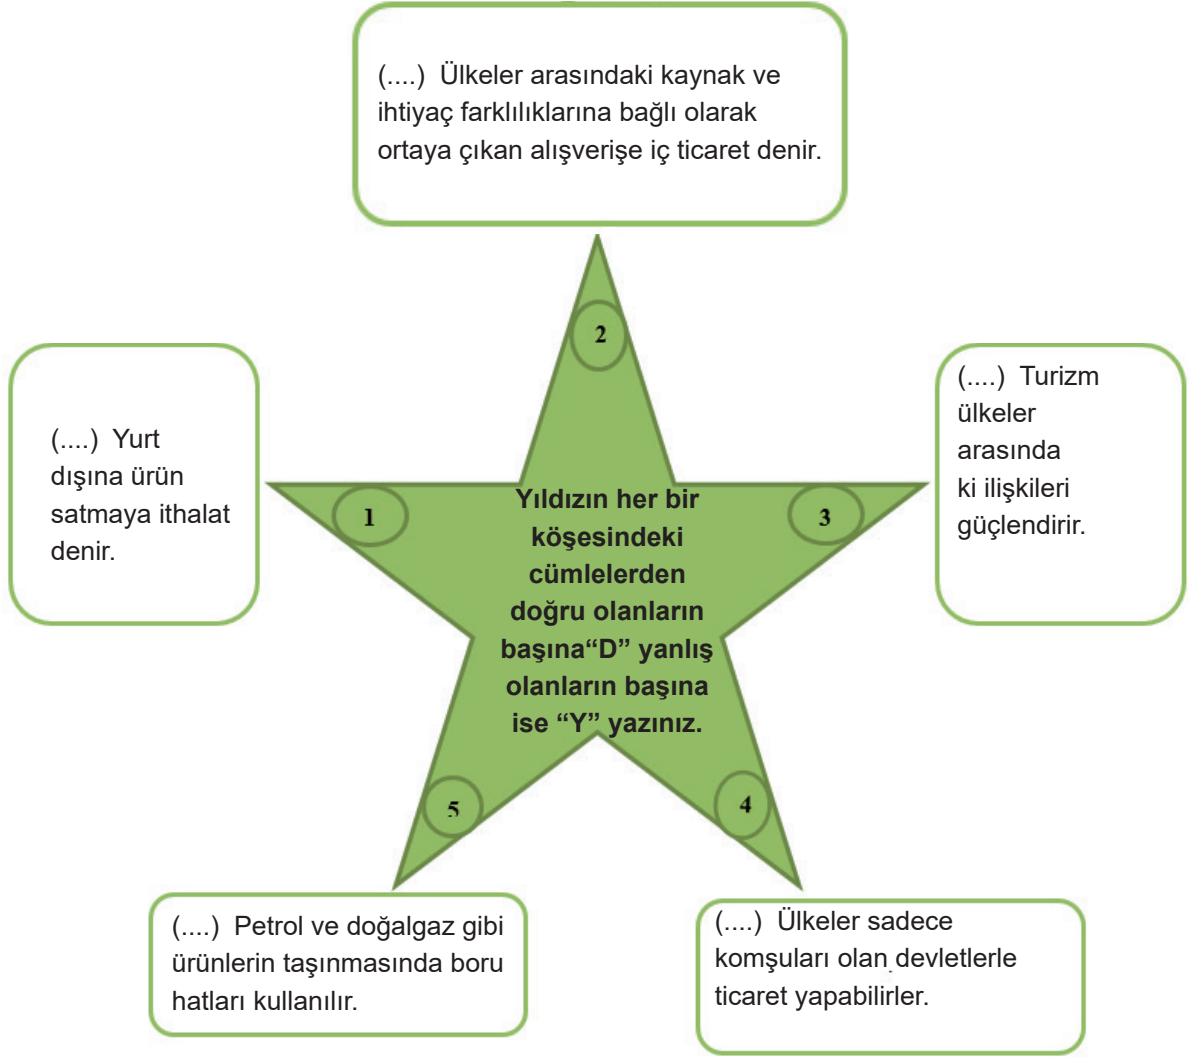 (....) Ülkeler arasındaki kaynak ve
ihtiyaç farklılıklarına bağlı olarak
ortaya çıkan alışverişe iç ticaret denir.
2
(....) Yurt
dışına ürün
satmaya ithalat
denir.
1
Yıldızın her bir
köşesindeki
cümlelerden
doğru olanların
başına“D” yanlış
olanların başına
ise “Y” yazınız.
3
(....) Turizm
ülkeler
arasında
ki ilişkileri
güçlendirir.
5
4
(....) Petrol ve doğalgaz gibi
ürünlerin taşınmasında boru
hatları kullanılır.
(....) Ülkeler sadece
komşuları olan devletlerle
ticaret yapabilirler.